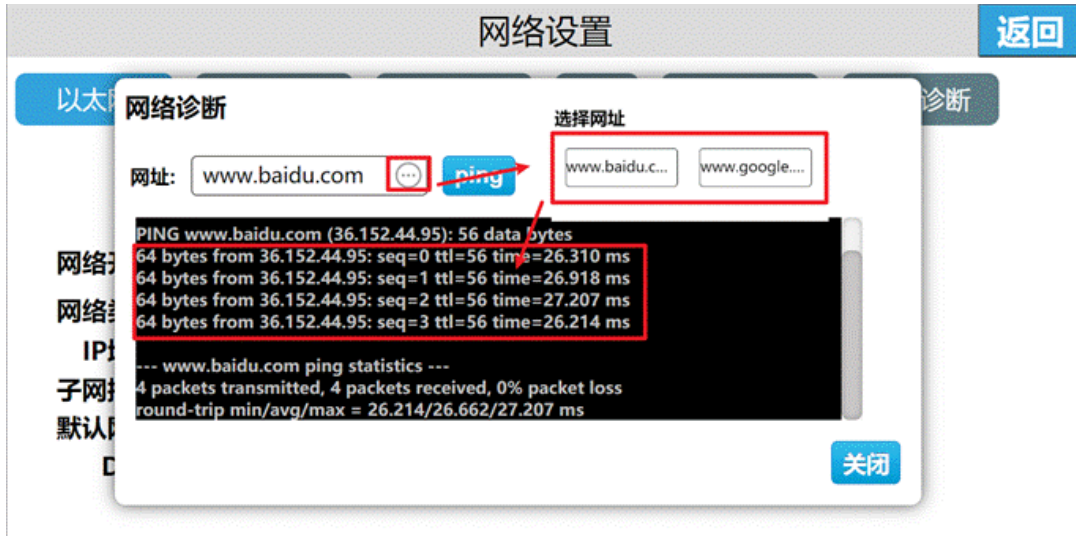 网络设置
返回
以太
诊断
网络诊断
选择网址
网址: www.baidu.com ping
www.baidu.c... www.google....
PING www.baidu.com (36.152.44.95): 56 data bytes
64 bytes from 36.152.44.95: seq=0 ttl=56 time=26.310 ms
64 bytes from 36.152.44.95: seq=1 ttl=56 time=26.918 ms
64 bytes from 36.152.44.95: seq=2 ttl=56 time=27.207 ms
64 bytes from 36.152.44.95: seq=3 ttl=56 time=26.214 ms
--- www.baidu.com ping statistics ---
4 packets transmitted, 4 packets received, 0% packet loss
round-trip min/avg/max = 26.214/26.662/27.207 ms
网络
网络
IP
子网
默认
关闭